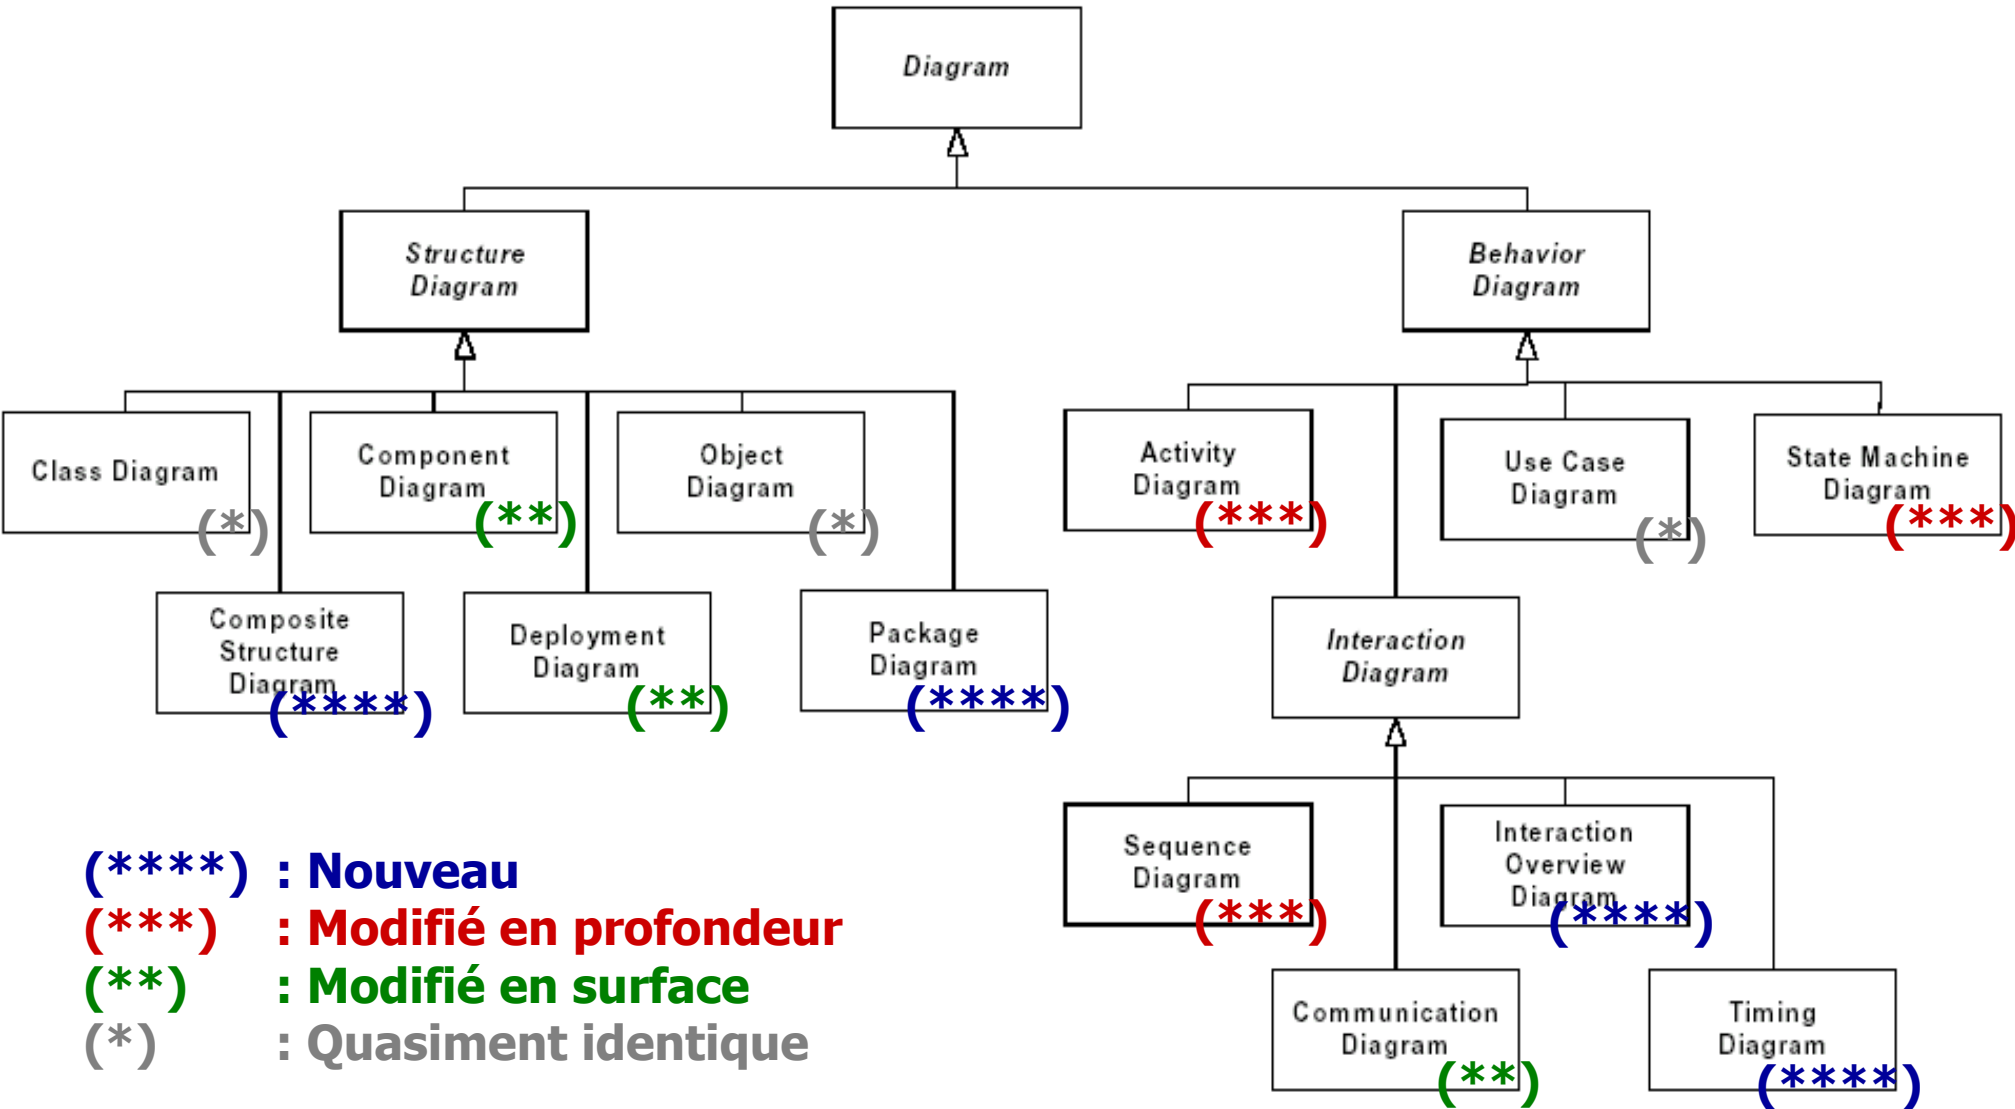 Diagram
Structure
Diagram
Behavior
Diagram
Class Diagram
(*)
Component
Diagram
(**)
Object
Diagram
(*)
Activity
Diagram
(***)
Use Case
Diagram
(*)
State Machine
Diagram
(***)
Composite
Structure
Diagram
(****)
Deployment
Diagram
(**)
Package
Diagram
(****)
Interaction
Diagram
Sequence
Diagram
(***)
Interaction
Overview
Diagram
(****)
Communication
Diagram
(**)
Timing
Diagram
(****)
(****) : Nouveau
(***) : Modifié en profondeur
(**) : Modifié en surface
(*) : Quasiment identique